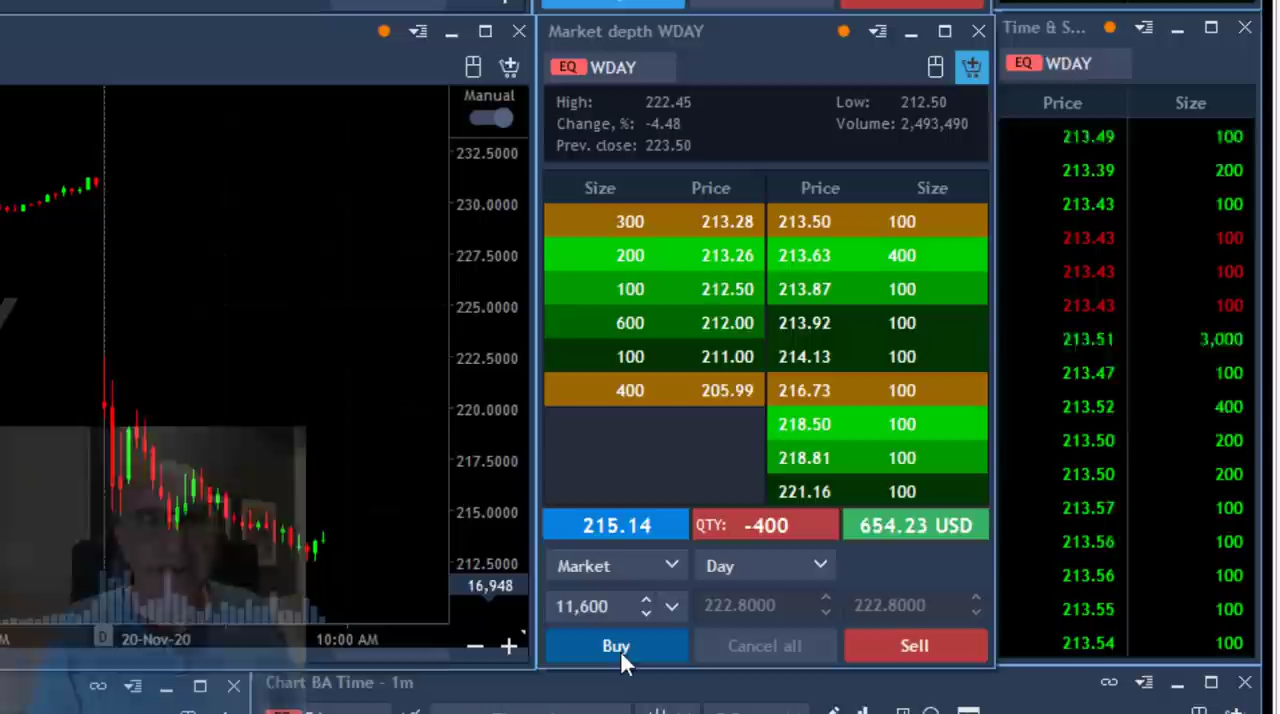 Market depth WDAY
Time & S...
EQ WDAY
EQ WDAY
Manual
High: 222.45 Low: 212.50
Change, %: -4.48 Volume: 2,493,490
Prev. close: 223.50
Size Price Price Size
300 213.28 213.50 100
200 213.26 213.63 400
100 212.50 213.87 100
600 212.00 213.92 100
100 211.00 214.13 100
400 205.99 216.73 100
218.50 100
218.81 100
221.16 100
215.14 QTY: -400 654.23 USD
Market Day
11,600 222.8000 222.8000
Buy Cancel all Sell
232.5000
230.0000
227.5000
225.0000
222.5000
220.0000
217.5000
215.0000
212.5000
16,948
D 20-Nov-20 10:00 AM
Price Size
213.49 100
213.39 200
213.43 100
213.43 100
213.43 100
213.43 100
213.51 3,000
213.47 100
213.52 400
213.50 200
213.50 200
213.57 100
213.56 100
213.56 100
213.55 100
213.54 100
Chart BA Time - 1m